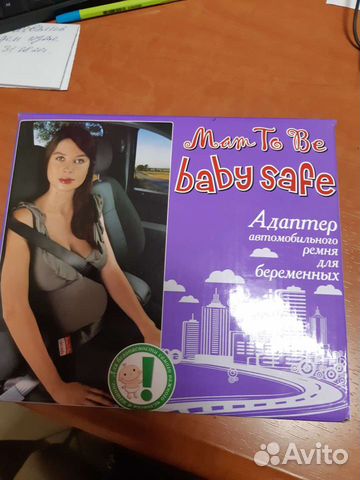 Mam To Be
baby safe
Адаптер
автомобильного
ремня
для
беременных
Avito